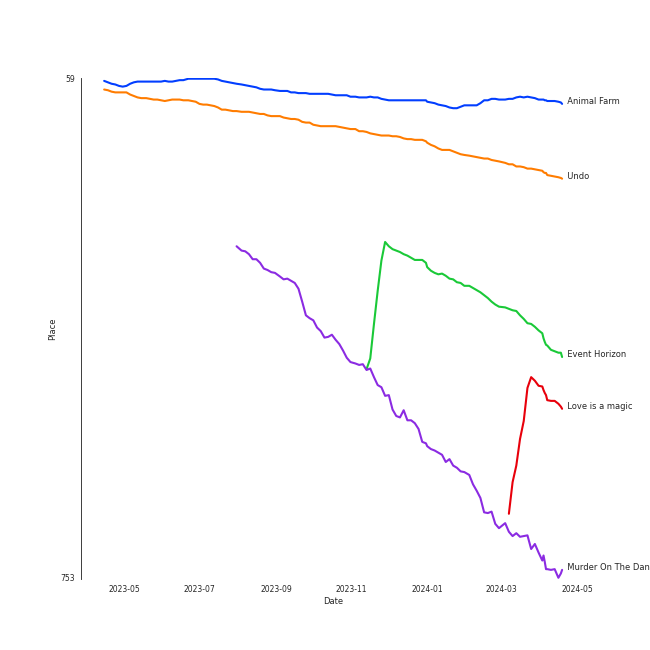 59
Animal Farm
Undo
Place
Event Horizon
Love is a magic
Murder On The Dan
753
2023-05 2023-07 2023-09 2023-11 2024-01 2024-03 2024-05
Date